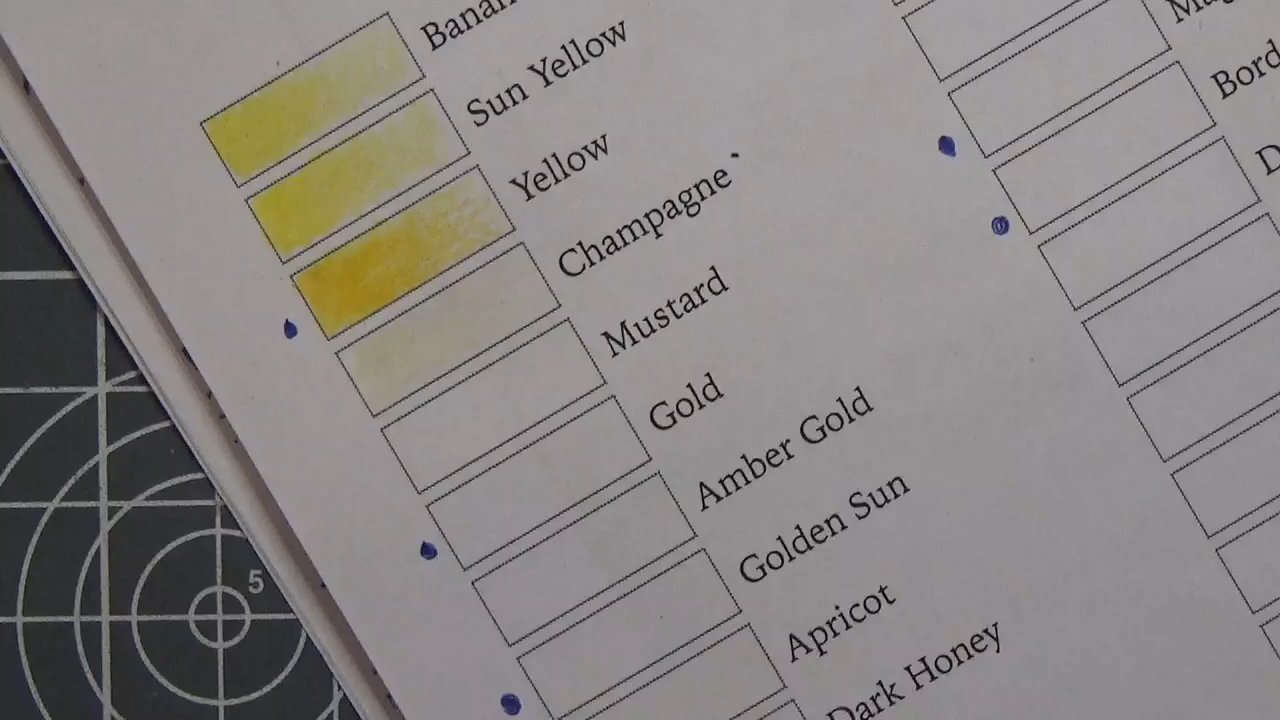 Sun Yellow
Yellow
Champagne`
Mustard
Gold
Amber Gold
Golden Sun
Apricot
Dark Honey
5